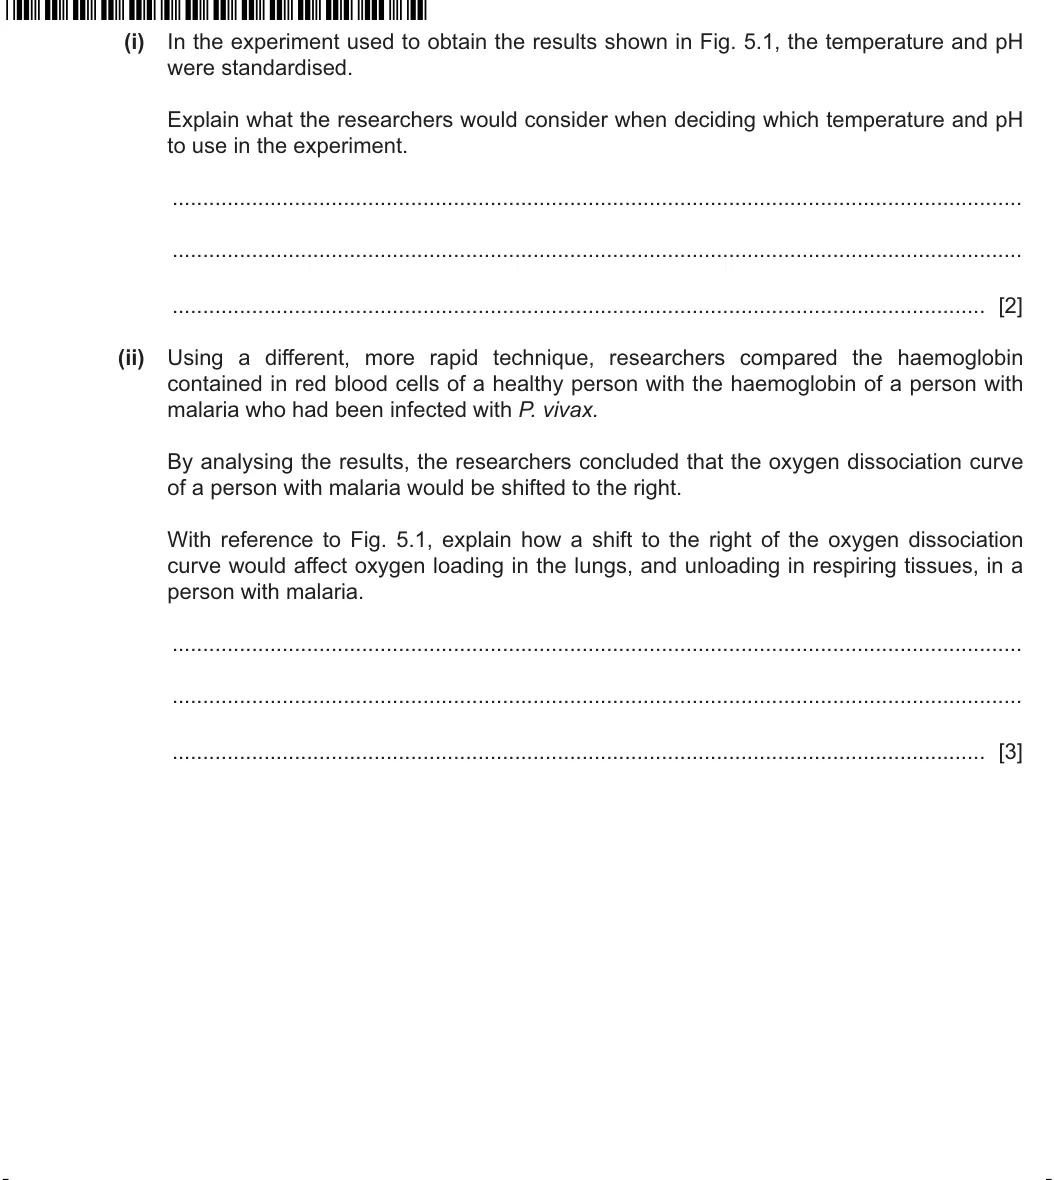 (i) In the experiment used to obtain the results shown in Fig. 5.1, the temperature and pH
were standardised.
Explain what the researchers would consider when deciding which temperature and pH
to use in the experiment.
..........................................................................................................................................
..........................................................................................................................................
.................................................................................................................................... [2]
(ii) Using a different, more rapid technique, researchers compared the haemoglobin
contained in red blood cells of a healthy person with the haemoglobin of a person with
malaria who had been infected with P. vivax.
By analysing the results, the researchers concluded that the oxygen dissociation curve
of a person with malaria would be shifted to the right.
With reference to Fig. 5.1, explain how a shift to the right of the oxygen dissociation
curve would affect oxygen loading in the lungs, and unloading in respiring tissues, in a
person with malaria.
..........................................................................................................................................
..........................................................................................................................................
.................................................................................................................................... [3]